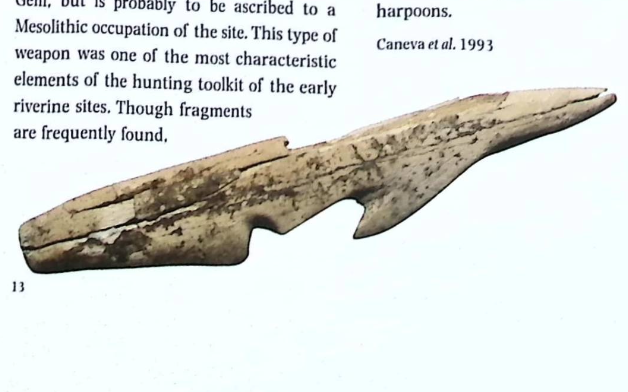 Geili, but is probably to be ascribed to a
Mesolithic occupation of the site. This type of
weapon was one of the most characteristic
elements of the hunting toolkit of the early
riverine sites. Though fragments
are frequently found,
harpoons.
Caneva et al. 1993
13